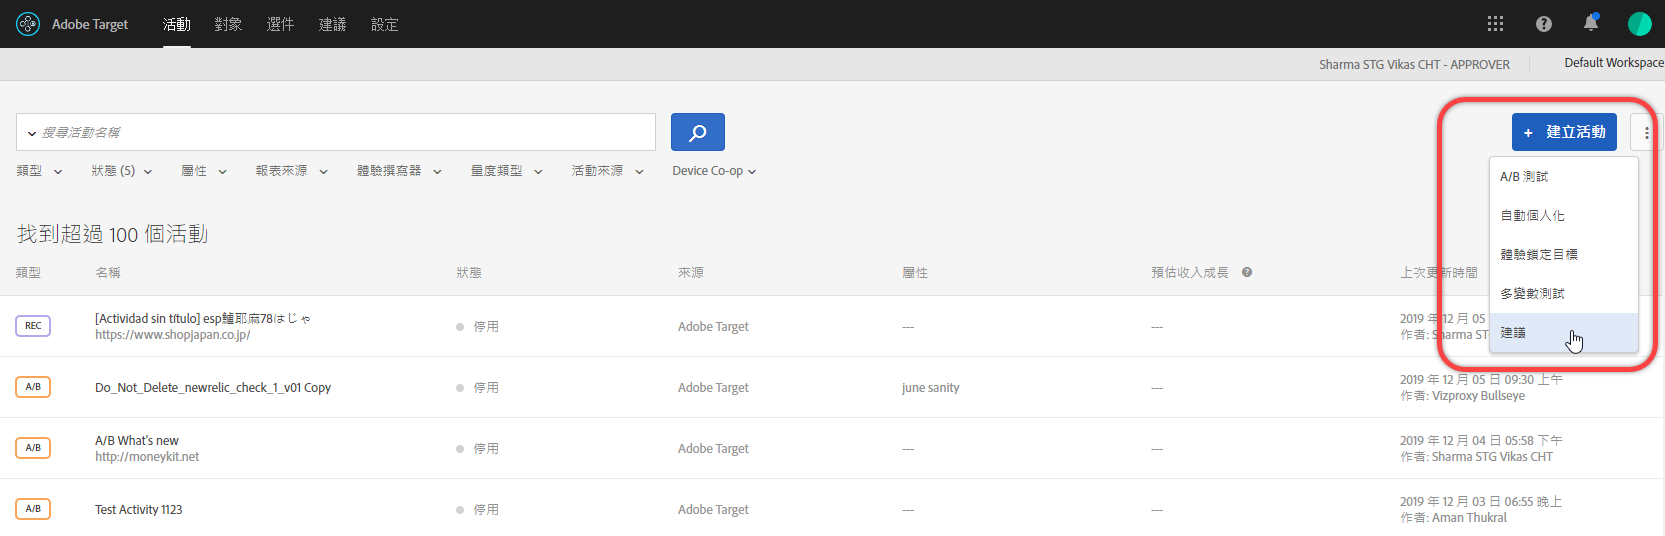 Adobe Target 活動 對象 選件 建議 設定
Sharma STG Vikas CHT - APPROVER Default Workspace
搜尋活動名稱
+ 建立活動
類型 狀態 (5) 屬性 報表來源 體驗撰寫器 量度類型 活動來源 Device Co-op
A/B 測試
自動個人化
體驗鎖定目標
多變數測試
建議
找到超過 100 個活動
類型 名稱 狀態 來源 屬性 預估收入成長 上次更新時間
REC [Actividad sin título] esp鱸耶麻78はじゃ 停用 Adobe Target --- --- 2019 年 12 月 05
https://www.shopjapan.co.jp/ 作者: Sharma ST
A/B Do_Not_Delete_newrelic_check_1_v01 Copy 停用 Adobe Target june sanity --- 2019 年 12 月 05 日 09:30 上午
作者: Vizproxy Bullseye
A/B A/B What's new 停用 Adobe Target --- --- 2019 年 12 月 04 日 05:58 下午
http://moneykit.net 作者: Sharma STG Vikas CHT
A/B Test Activity 1123 停用 Adobe Target --- --- 2019 年 12 月 03 日 06:55 晚上
作者: Aman Thukral